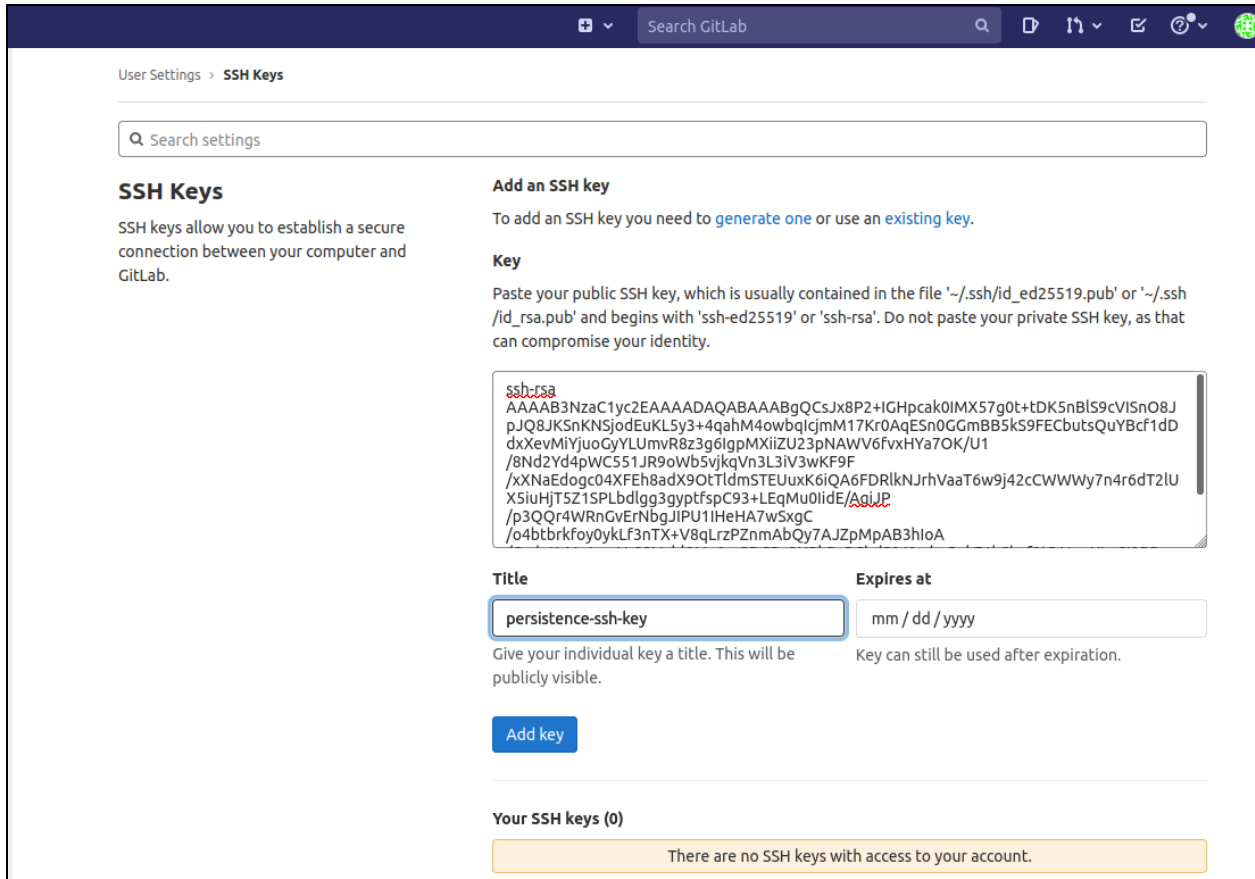 Search GitLab
User Settings > SSH Keys
Search settings
SSH Keys
SSH keys allow you to establish a secure
connection between your computer and
GitLab.
Add an SSH key
To add an SSH key you need to generate one or use an existing key.
Key
Paste your public SSH key, which is usually contained in the file '~/.ssh/id_ed25519.pub' or '~/.ssh
/id_rsa.pub' and begins with 'ssh-ed25519' or 'ssh-rsa'. Do not paste your private SSH key, as that
can compromise your identity.
ssh-rsa
AAAAB3NzaC1yc2EAAAADAQABAAABgQCsJx8P2+IGHpcak0IMX57g0t+tDK5nBlS9cVISnO8J
pJQ8JKSnKNSjodEuKL5y3+4qahM4owbqIcjmM17Kr0AqESn0GGmBB5kS9FECbutsQuYBcf1dD
dxXevMiYjuoGyYLUmvR8z3g6IgpMXiiZU23pNAWV6fvxHYa7OK/U1
/8Nd2Yd4pWC551JR9oWb5vjkqVn3L3iV3wKF9F
/xXNaEdogc04XFEh8adX9OtTldmSTEUuxK6iQA6FDRlkNJrhVaaT6w9j42cCWWWy7n4r6dT2lU
X5iuHjT5Z1SPLbdlgg3gyptfspC93+LEqMu0IidE/AgiJP
/p3QQr4WRnGvErNbgJIPU1IHeHA7wSxgC
/o4btbrkfoy0ykLf3nTX+V8qLrzPZnmAbQy7AJZpMpAB3hIoA
Title
Expires at
persistence-ssh-key
mm / dd / yyyy
Give your individual key a title. This will be
publicly visible.
Key can still be used after expiration.
Add key
Your SSH keys (0)
There are no SSH keys with access to your account.